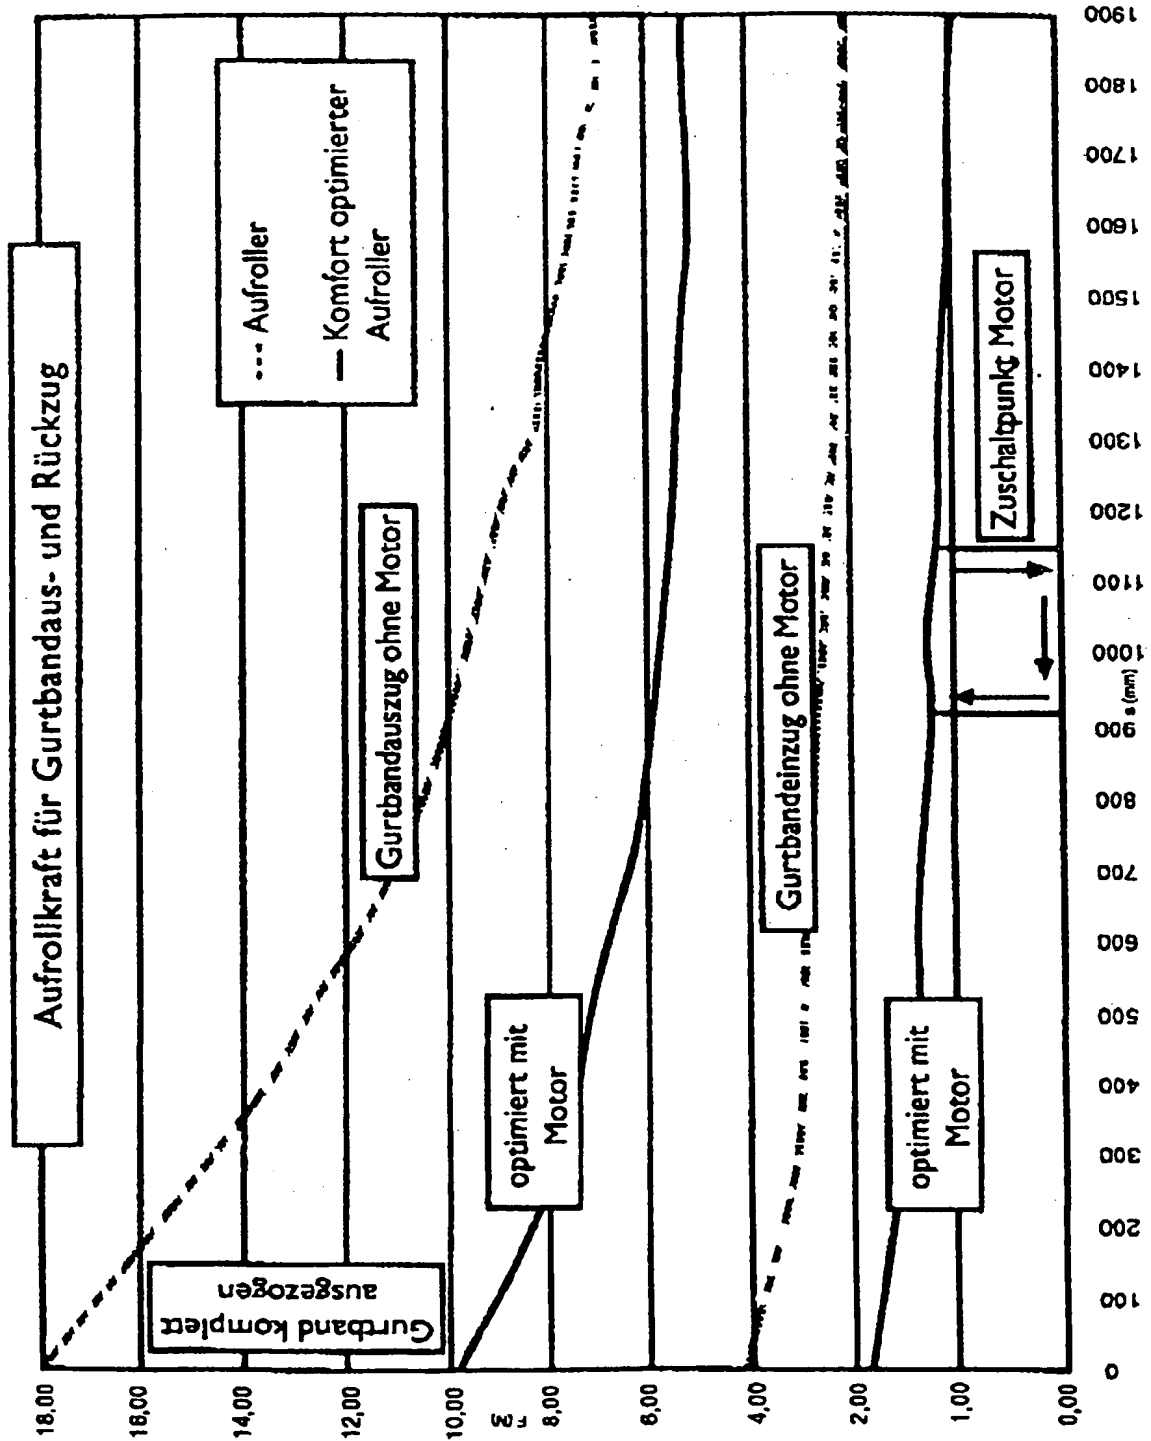 Aufrollkraft für Gurtbandaus- und Rückzug
--- Aufroller
— Komfort optimierter
Aufroller
Gurtband komplett
ausgezogen
Gurtbandauszug ohne Motor
optimiert mit
Motor
Gurtbandeinzug ohne Motor
optimiert mit
Motor
Zuschaltpunkt Motor
18,00
16,00
14,00
12,00
10,00
8,00
6,00
4,00
2,00
1,00
0,00
0
100
200
300
400
500
600
700
800
900
1000
1100
1200
1300
1400
1500
1600
1700
1800
1900
s (mm)